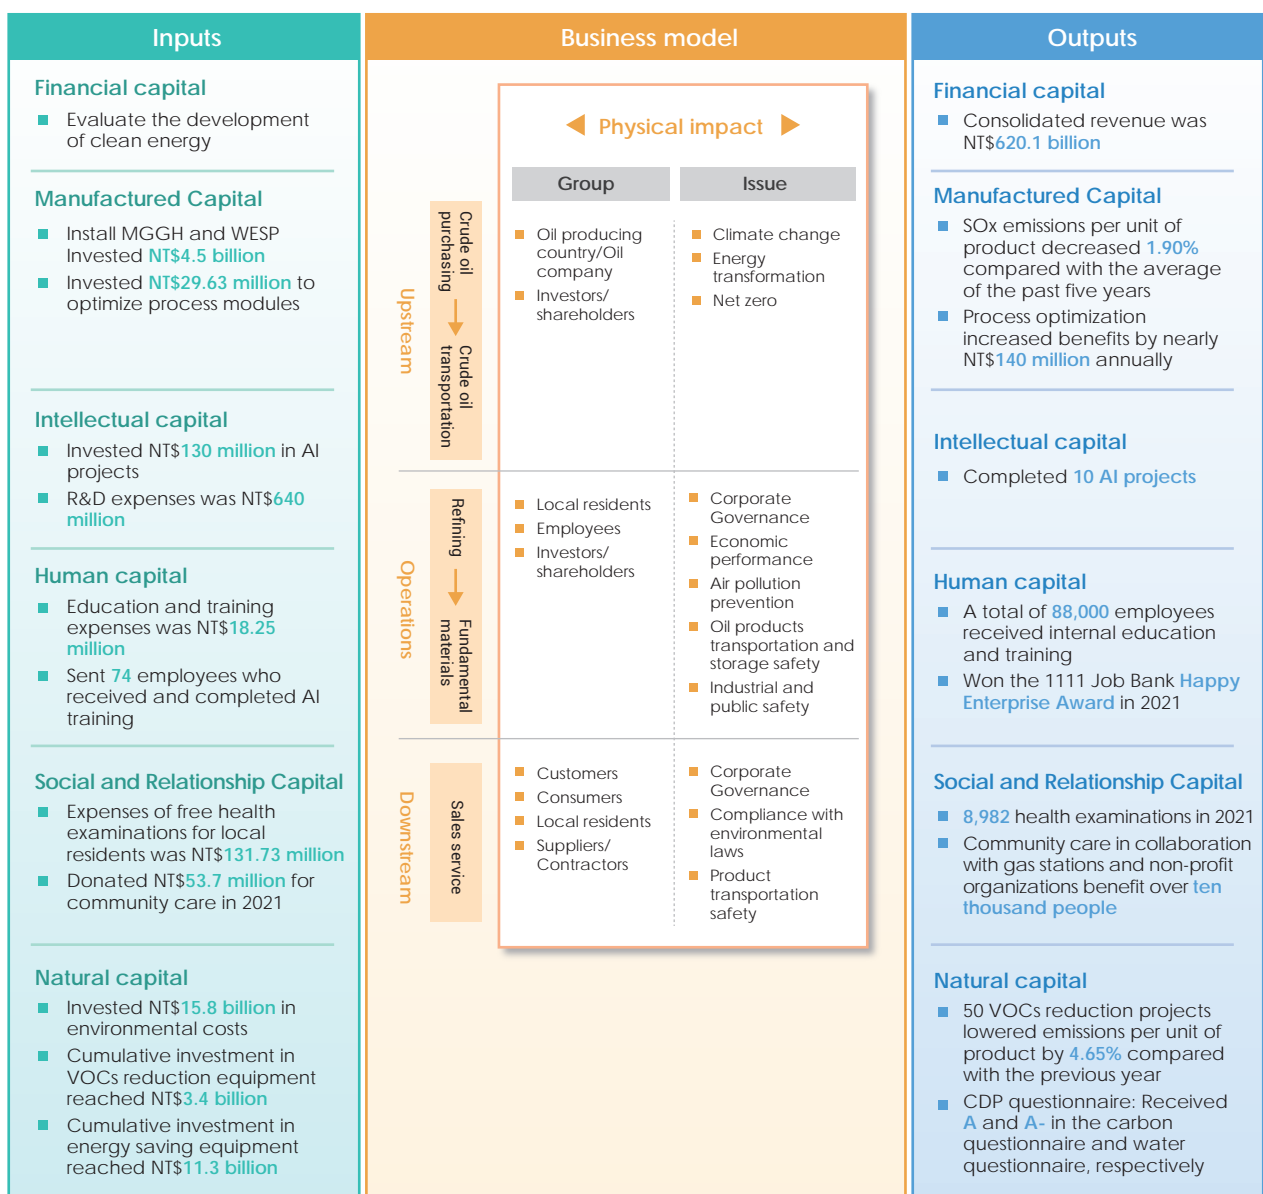 Inputs
Financial capital
Evaluate the development
of clean energy
Manufactured Capital
Install MGGH and WESP
Invested NT$4.5 billion
Invested NT$29.63 million to
optimize process modules
Intellectual capital
Invested NT$130 million in AI
projects
R&D expenses was NT$640
million
Human capital
Education and training
expenses was NT$18.25
million
Sent 74 employees who
received and completed AI
training
Social and Relationship Capital
Expenses of free health
examinations for local
residents was NT$131.73 million
Donated NT$53.7 million for
community care in 2021
Natural capital
Invested NT$15.8 billion in
environmental costs
Cumulative investment in
VOCs reduction equipment
reached NT$3.4 billion
Cumulative investment in
energy saving equipment
reached NT$11.3 billion
Business model
Physical impact
Group
Issue
Upstream
Crude oil
purchasing
Crude oil
transportation
Oil producing
country/Oil
company
Investors/
shareholders
Climate change
Energy
transformation
Net zero
Operations
Refining
Fundamental
materials
Local residents
Employees
Investors/
shareholders
Corporate
Governance
Economic
performance
Air pollution
prevention
Oil products
transportation and
storage safety
Industrial and
public safety
Downstream
Sales service
Customers
Consumers
Local residents
Suppliers/
Contractors
Corporate
Governance
Compliance with
environmental
laws
Product
transportation
safety
Outputs
Financial capital
Consolidated revenue was
NT$620.1 billion
Manufactured Capital
SOx emissions per unit of
product decreased 1.90%
compared with the average
of the past five years
Process optimization
increased benefits by nearly
NT$140 million annually
Intellectual capital
Completed 10 AI projects
Human capital
A total of 88,000 employees
received internal education
and training
Won the 1111 Job Bank Happy
Enterprise Award in 2021
Social and Relationship Capital
8,982 health examinations in 2021
Community care in collaboration
with gas stations and non-profit
organizations benefit over ten
thousand people
Natural capital
50 VOCs reduction projects
lowered emissions per unit of
product by 4.65% compared
with the previous year
CDP questionnaire: Received
A and A- in the carbon
questionnaire and water
questionnaire, respectively